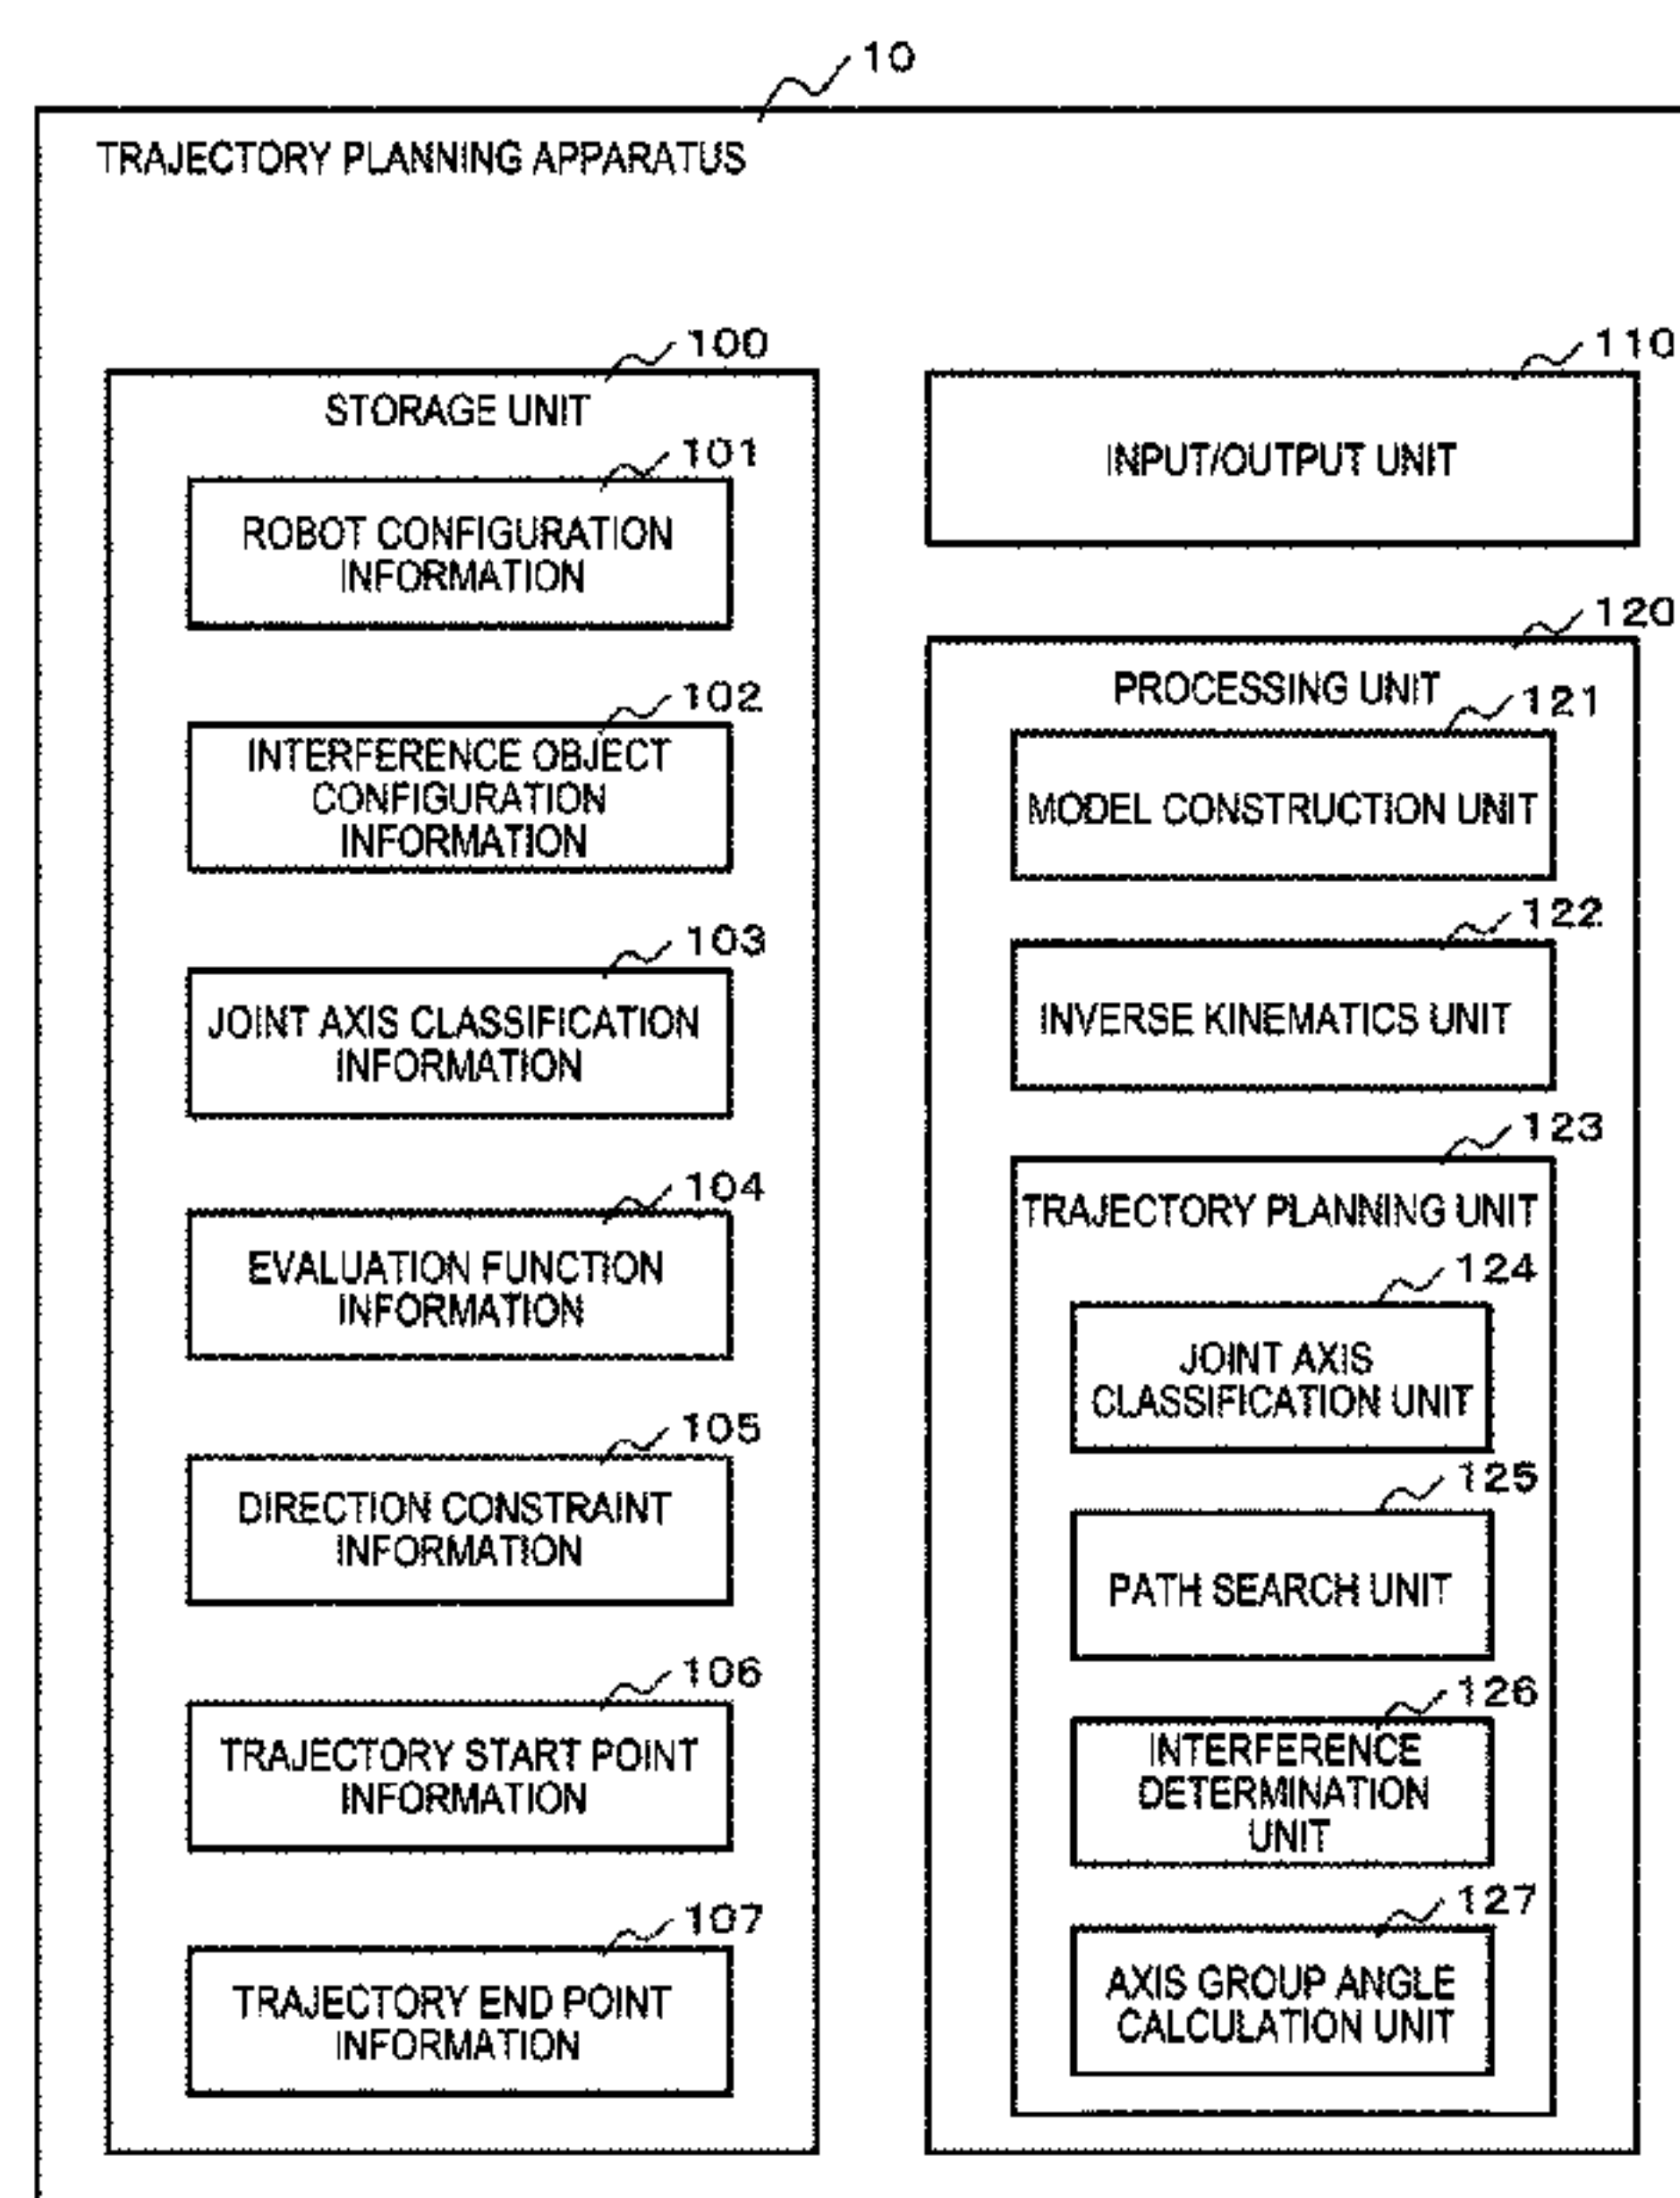 10
TRAJECTORY PLANNING APPARATUS
100
STORAGE UNIT
101
ROBOT CONFIGURATION
INFORMATION
102
INTERFERENCE OBJECT
CONFIGURATION
INFORMATION
103
JOINT AXIS CLASSIFICATION
INFORMATION
104
EVALUATION FUNCTION
INFORMATION
105
DIRECTION CONSTRAINT
INFORMATION
106
TRAJECTORY START POINT
INFORMATION
107
TRAJECTORY END POINT
INFORMATION
110
INPUT/OUTPUT UNIT
120
PROCESSING UNIT
121
MODEL CONSTRUCTION UNIT
122
INVERSE KINEMATICS UNIT
123
TRAJECTORY PLANNING UNIT
124
JOINT AXIS
CLASSIFICATION UNIT
125
PATH SEARCH UNIT
126
INTERFERENCE
DETERMINATION
UNIT
127
AXIS GROUP ANGLE
CALCULATION UNIT